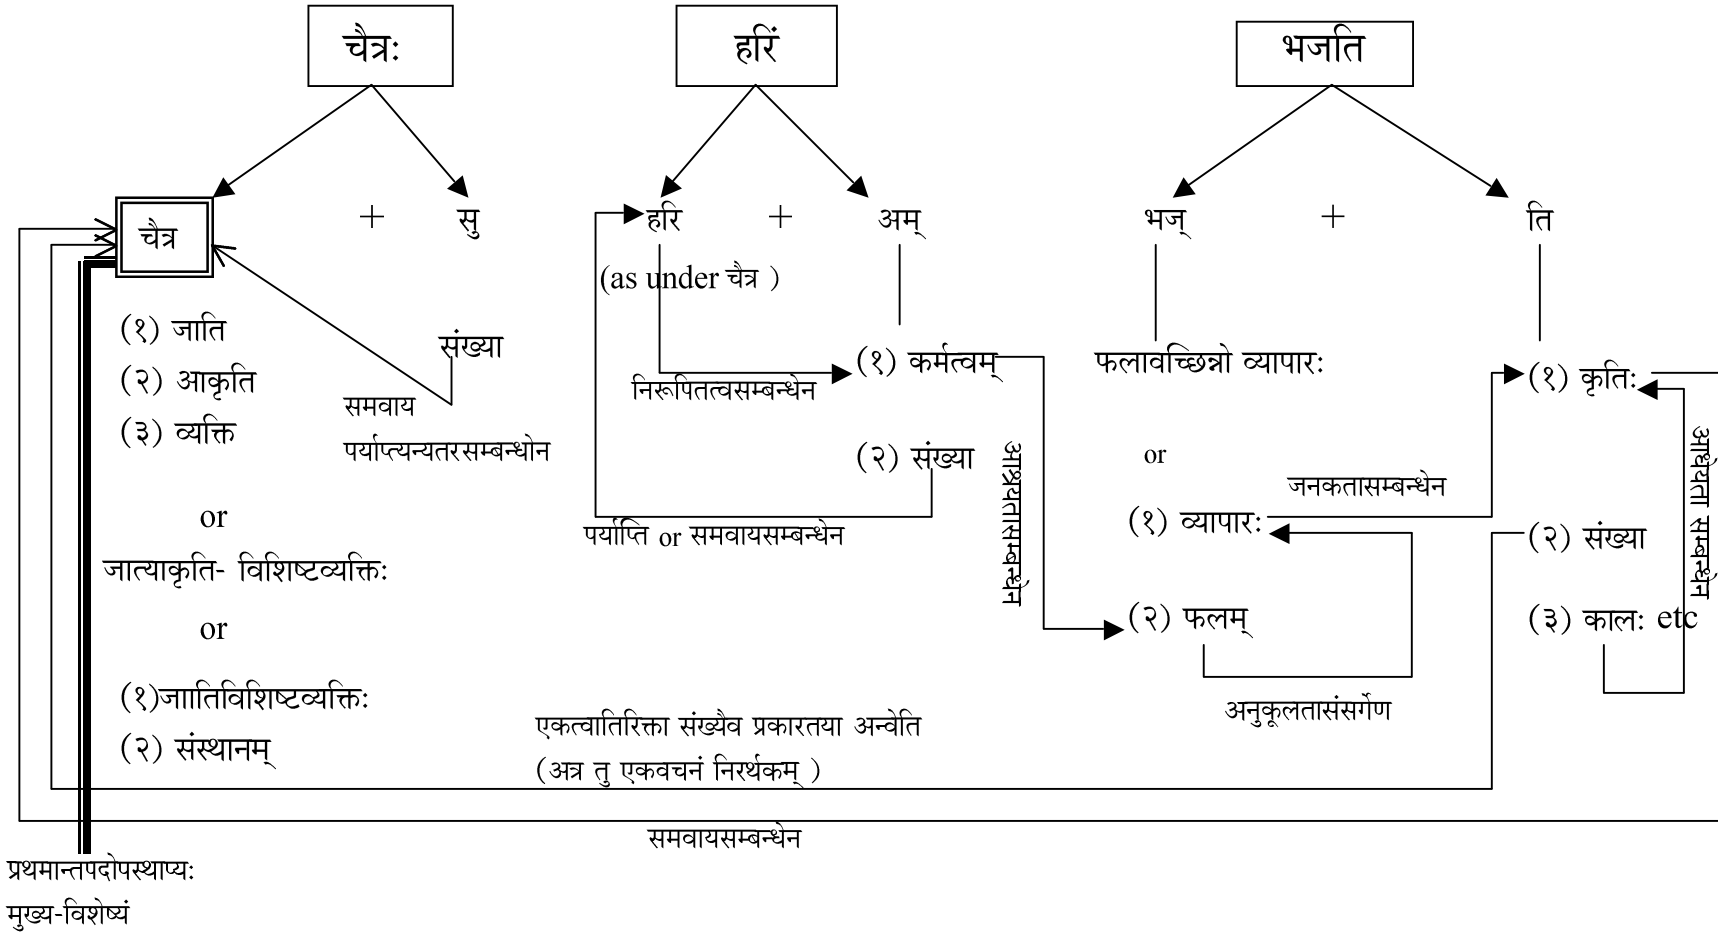 चैत्रः
हरिं
भजति
चैत्र + सु
हरि + अम्
भज् + ति
(as under चैत्र )
(१) जाति
(२) आकृति
(३) व्यक्ति
or
जात्याकृति- विशिष्टव्यक्तिः
or
(१)जाातिविशिष्टव्यक्तिः
(२) संस्थानम्
संख्या
समवाय
पर्याप्त्यन्यतरसम्बन्धोन
(१) कर्मत्वम्
निरूपितत्वसम्बन्धेन
(२) संख्या
पर्याप्ति or समवायसम्बन्धेन
आश्रयतासम्बन्धेन
फलावच्छिन्नो व्यापारः
or
(१) व्यापारः
(२) फलम्
जनकतासम्बन्धेन
अनुकूलतासंसर्गेण
(१) कृतिः
(२) संख्या
(३) कालः etc
आधेयता सम्बन्धेन
एकत्वातिरिक्ता संख्यैव प्रकारतया अन्वेति
(अत्र तु एकवचनं निरर्थकम् )
समवायसम्बन्धेन
प्रथमान्तपदोपस्थाप्यः
मुख्य-विशेष्यं